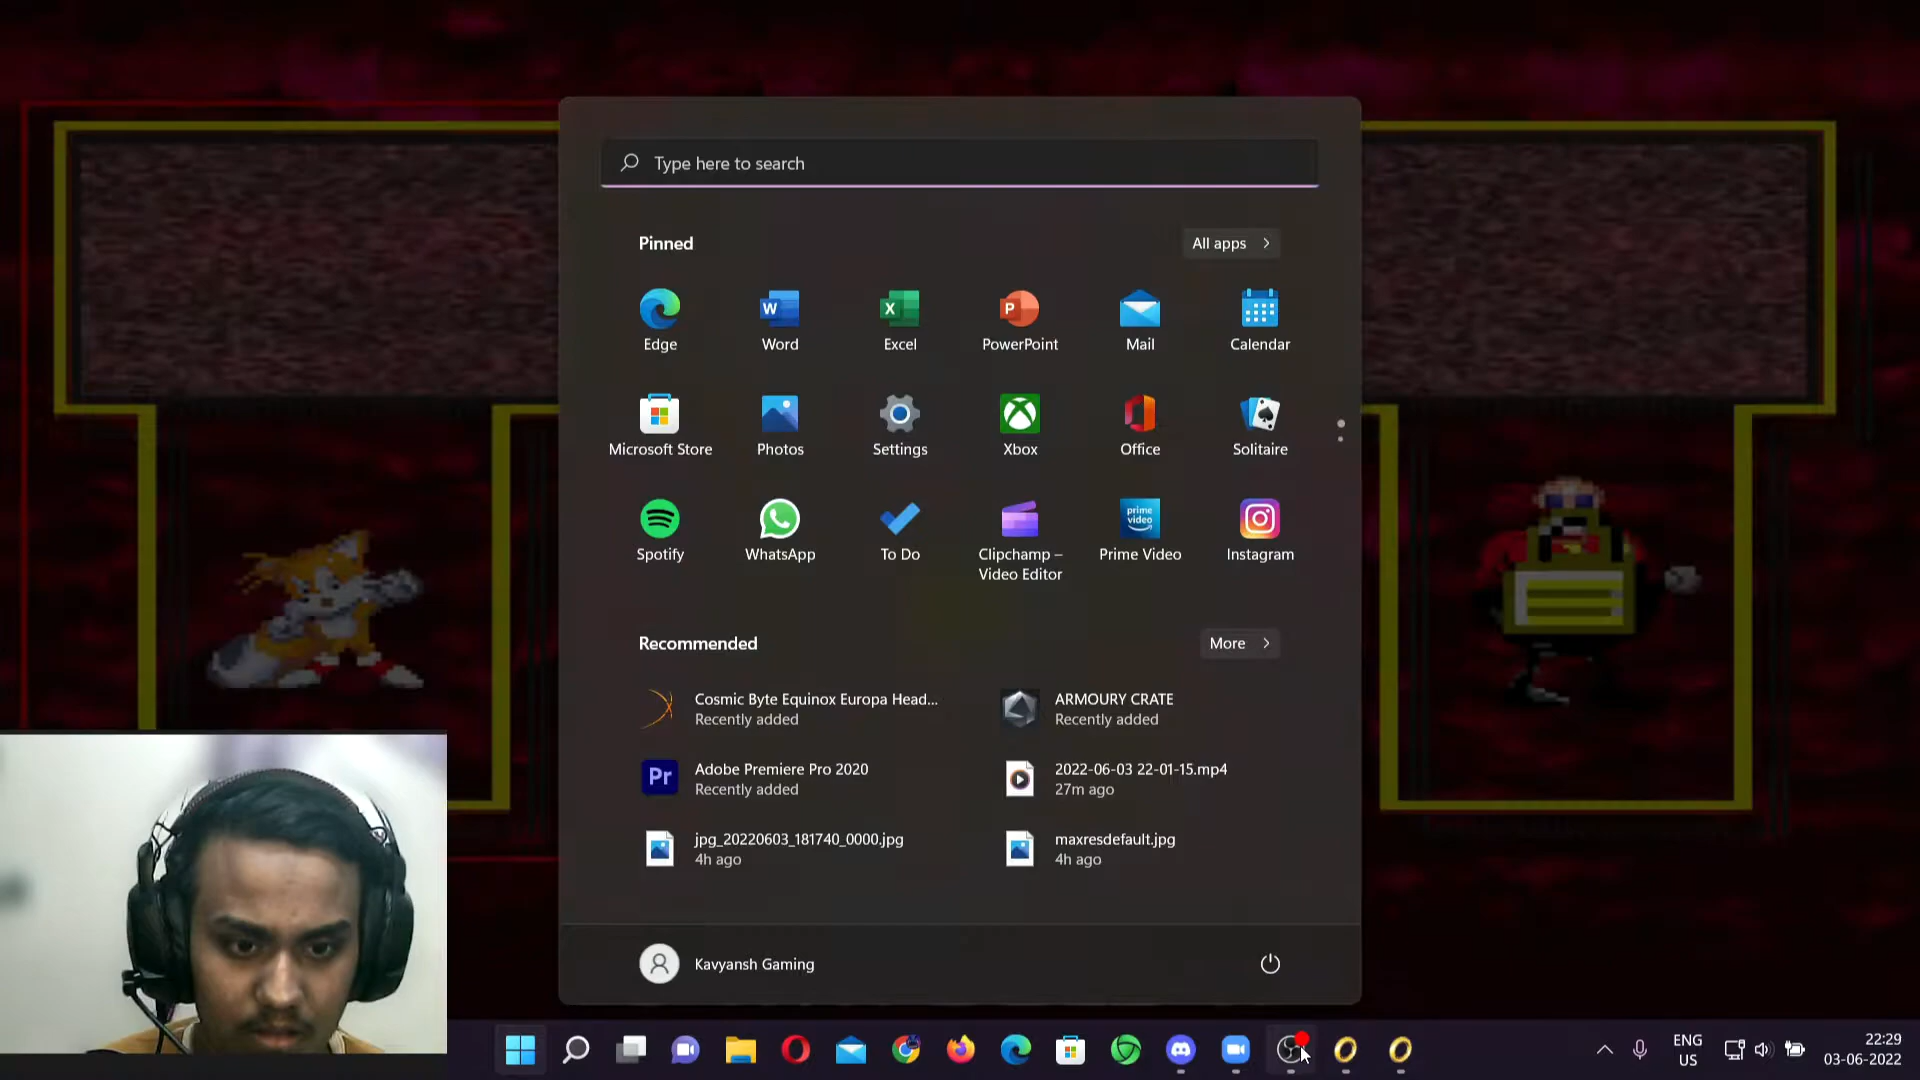 Type here to search
Pinned
All apps
Edge
Word
Excel
PowerPoint
Mail
Calendar
Microsoft Store
Photos
Settings
Xbox
Office
Solitaire
prime video
Spotify
WhatsApp
To Do
Clipchamp –
Video Editor
Prime Video
Instagram
Recommended
More
Cosmic Byte Equinox Europa Head...
Recently added
ARMOURY CRATE
Recently added
Pr
Adobe Premiere Pro 2020
Recently added
2022-06-03 22-01-15.mp4
27m ago
jpg_20220603_181740_0000.jpg
4h ago
maxresdefault.jpg
4h ago
Kavyansh Gaming
ENG
US
22:29
03-06-2022